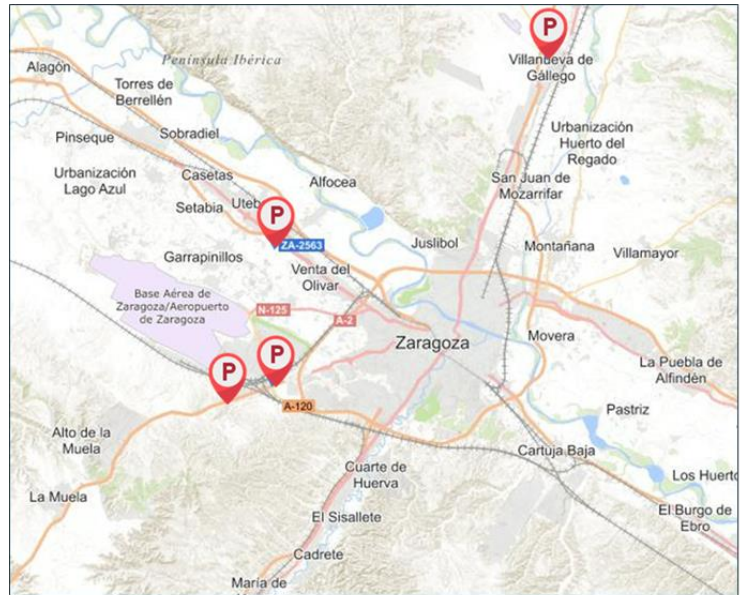 P
Península Ibérica
Villanueva de
Gállego
Alagón
Torres de
Berrellén
Urbanización
Huerto del
Regado
Pinseque
Sobradiel
Urbanización
Lago Azul
Casetas
Alfocea
San Juan de
Mozarrifar
Setabia
Uteb
P
ZA-2563
Juslibol
Montañana
Villamayor
Garrapinillos
Venta del
Olivar
Base Aérea de
Zaragoza/Aeropuerto
de Zaragoza
N-125
A-2
Zaragoza
Movera
P
P
La Puebla de
Alfindén
A-120
Pastriz
Alto de la
Muela
Cartuja Baja
Cuarte de
Huerva
Los Huerto
La Muela
El Sisallete
El Burgo de
Ebro
Cadrete
María de